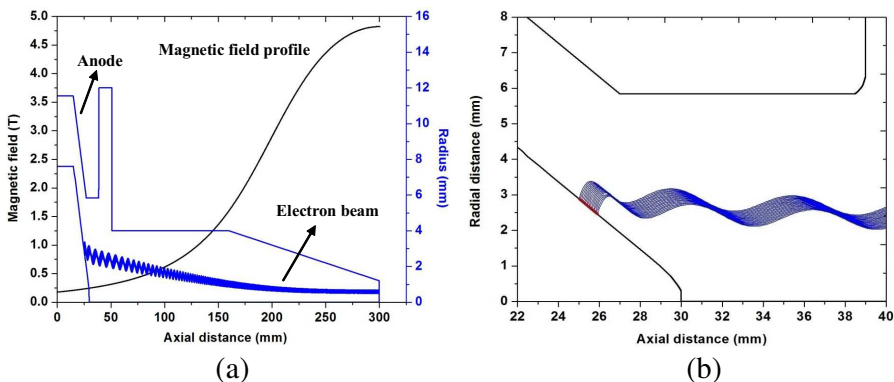 5.0
4.5
4.0
3.5
3.0
2.5
2.0
1.5
1.0
0.5
0.0
Magnetic field (T)
Anode
Magnetic field profile
Electron beam
16
14
12
10
8
6
4
2
0
Radius (mm)
0 50 100 150 200 250 300
Axial distance (mm)
(a)
8
7
6
5
4
3
2
1
0
Radial distance (mm)
22 24 26 28 30 32 34 36 38 40
Axial distance (mm)
(b)